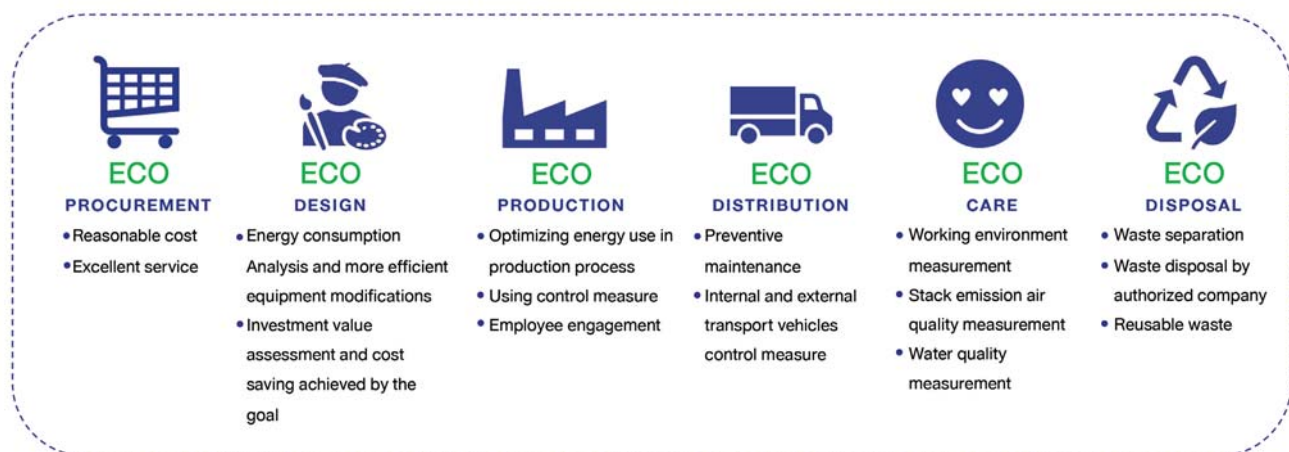 ECO
PROCUREMENT
• Reasonable cost
• Excellent service
ECO
DESIGN
• Energy consumption
Analysis and more efficient
equipment modifications
• Investment value
assessment and cost
saving achieved by the
goal
ECO
PRODUCTION
• Optimizing energy use in
production process
• Using control measure
• Employee engagement
ECO
DISTRIBUTION
• Preventive
maintenance
• Internal and external
transport vehicles
control measure
ECO
CARE
• Working environment
measurement
• Stack emission air
quality measurement
• Water quality
measurement
ECO
DISPOSAL
• Waste separation
• Waste disposal by
authorized company
• Reusable waste